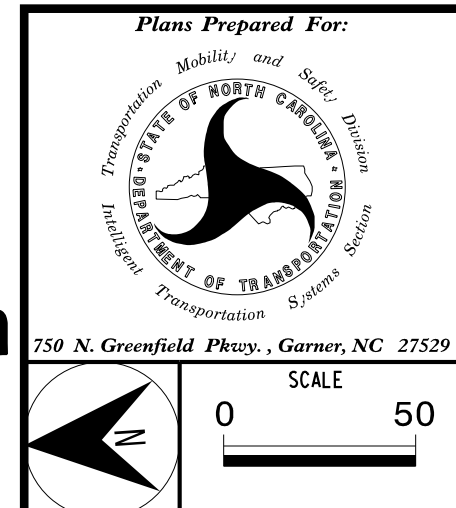 Plans Prepared For:
Transportation Mobility and Safety Division
STATE OF NORTH CAROLINA
DEPARTMENT OF TRANSPORTATION
Intelligent Transportation Systems Section
750 N. Greenfield Pkwy. , Garner, NC 27529
N
SCALE
0 50